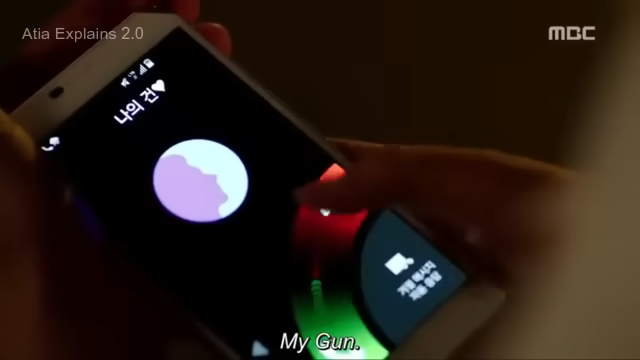 Atia Explains 2.0
MBC
나의 건♥
My Gun.